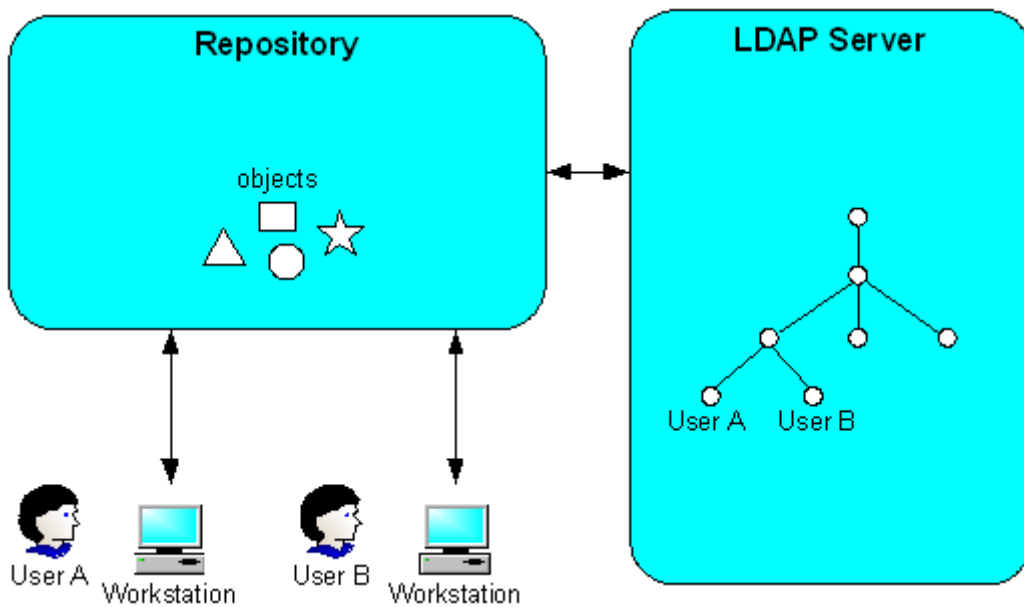 Repository
LDAP Server
objects
User A
User B
User A
Workstation
User B
Workstation